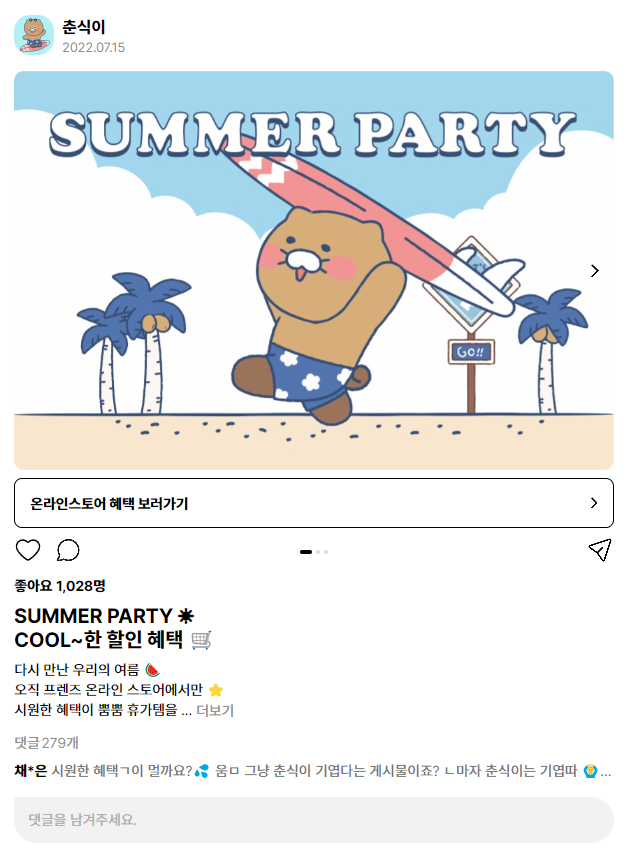 춘식이
2022.07.15
SUMMER PARTY
GO!!
온라인스토어 혜택 보러가기
좋아요 1,028명
SUMMER PARTY ☀
COOL~한 할인 혜택 🛒
다시 만난 우리의 여름 🍉
오직 프렌즈 온라인 스토어에서만 ⭐
시원한 혜택이 뿜뿜 휴가템을 ... 더보기
댓글 279개
채*은 시원한 혜택ㄱ이 멀까요?💦 움ㅁ 그냥 춘식이 기엽다는 게시물이죠? ㄴ마자 춘식이는 기엽따 🙆‍♂️...
댓글을 남겨주세요.